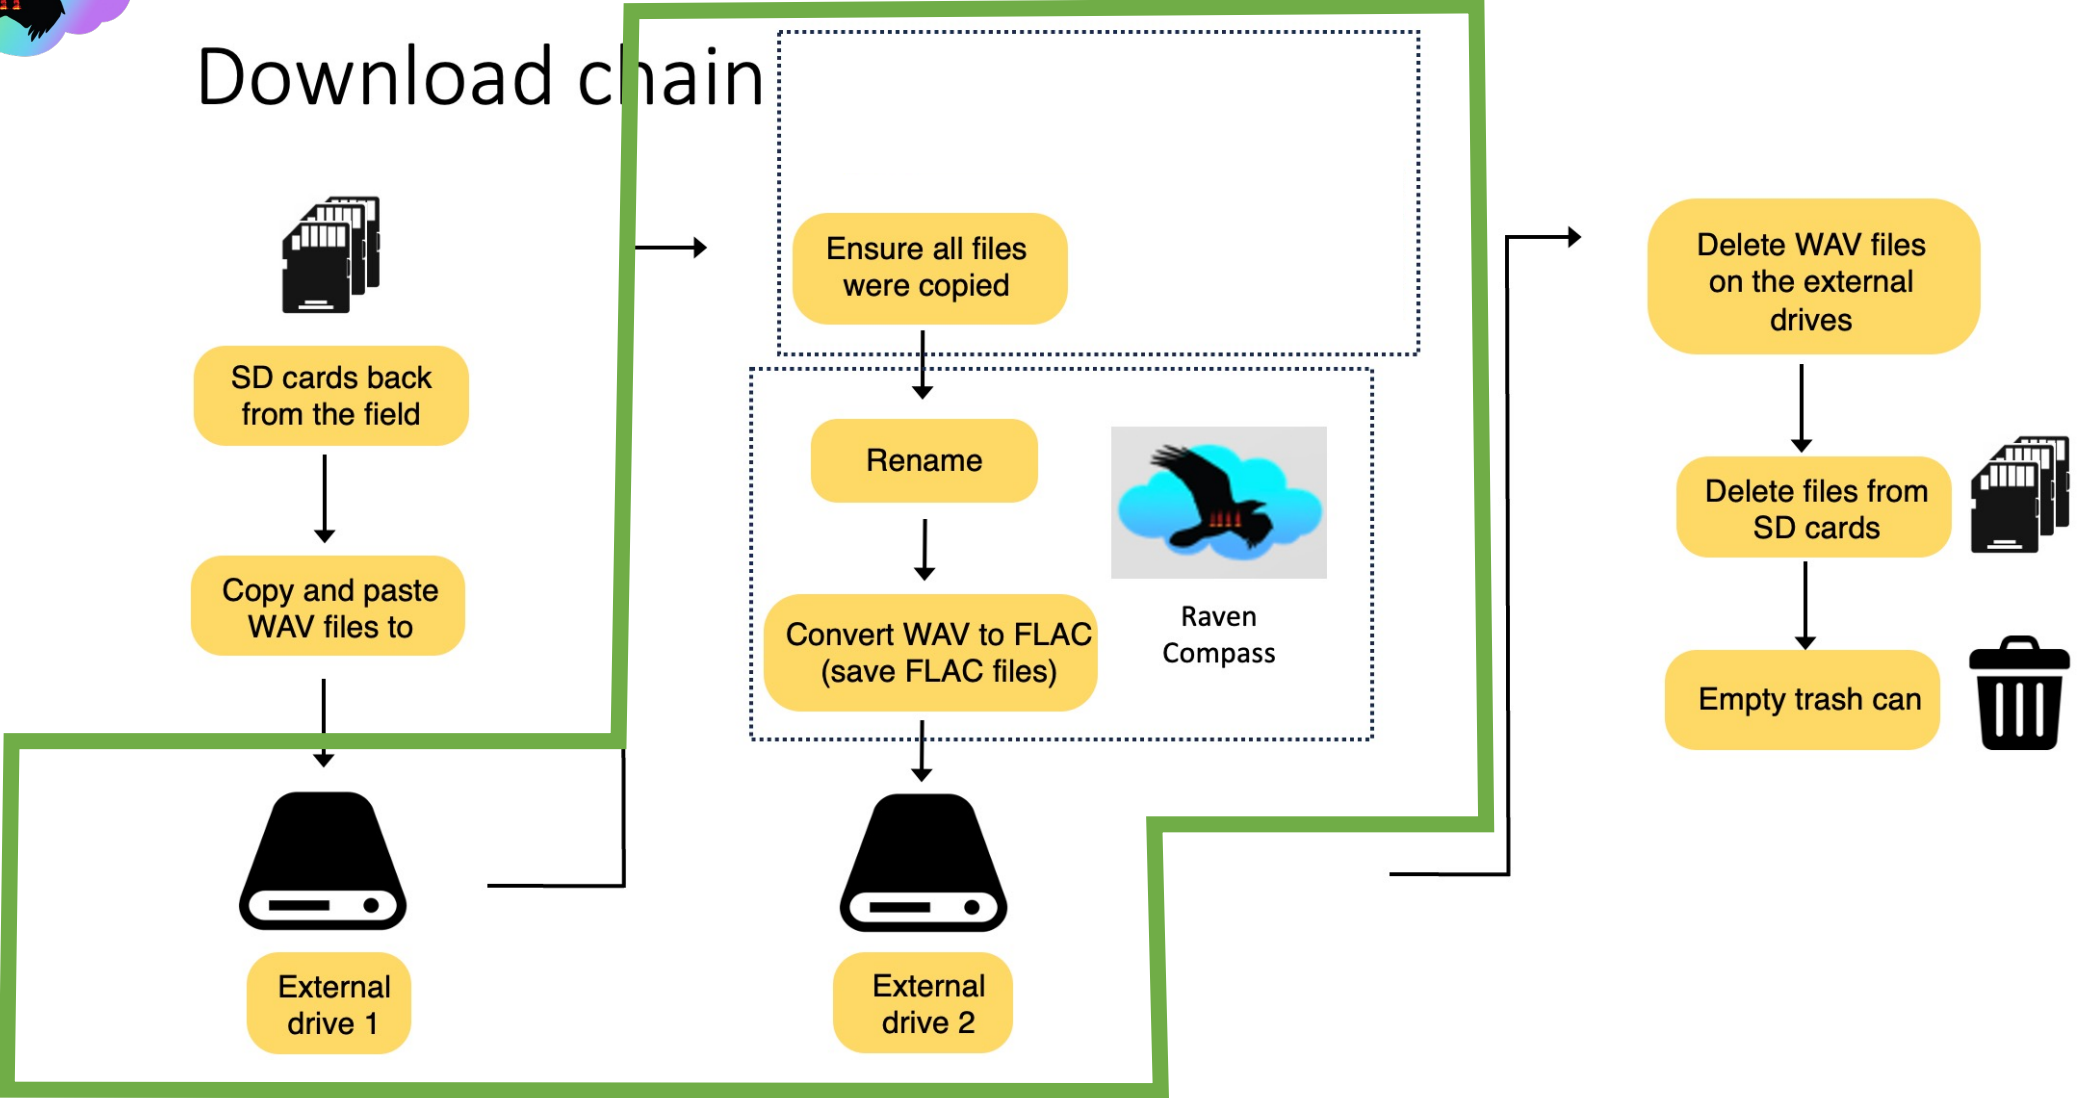 Download chain
SD cards back
from the field
Copy and paste
WAV files to
External
drive 1
Ensure all files
were copied
Rename
Convert WAV to FLAC
(save FLAC files)
Raven
Compass
External
drive 2
Delete WAV files
on the external
drives
Delete files from
SD cards
Empty trash can